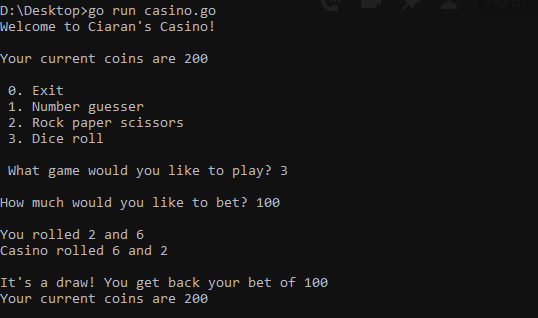 Search
D:\Desktop>go run casino.go
Welcome to Ciaran's Casino!
Your current coins are 200
0. Exit
1. Number guesser
2. Rock paper scissors
3. Dice roll
What game would you like to play? 3
How much would you like to bet? 100
You rolled 2 and 6
Casino rolled 6 and 2
It's a draw! You get back your bet of 100
Your current coins are 200